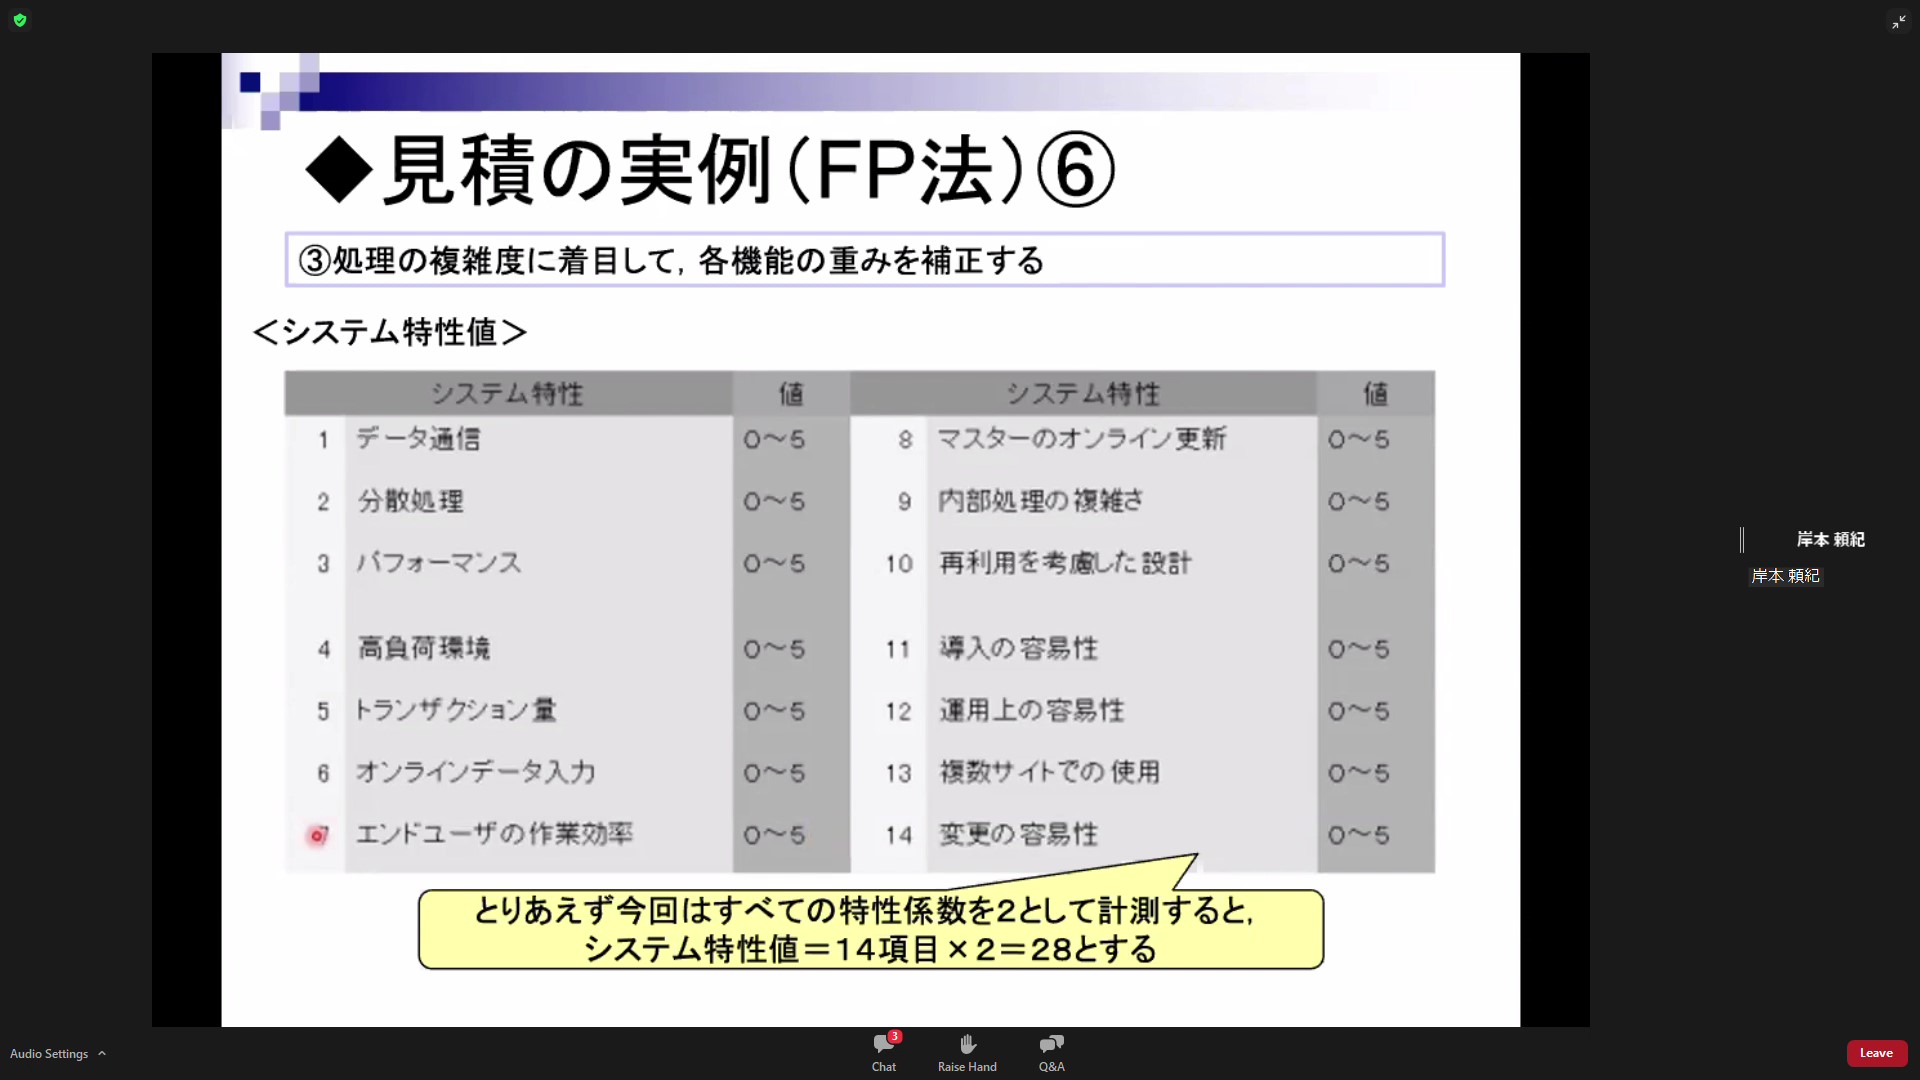 ◆見積の実例(FP法)⑥
③処理の複雑度に着目して,各機能の重みを補正する
<システム特性値>
システム特性 値 システム特性 値
1 データ通信 0~5 8 マスターのオンライン更新 0~5
2 分散処理 0~5 9 内部処理の複雑さ 0~5
3 パフォーマンス 0~5 10 再利用を考慮した設計 0~5
4 高負荷環境 0~5 11 導入の容易性 0~5
5 トランザクション量 0~5 12 運用上の容易性 0~5
6 オンラインデータ入力 0~5 13 複数サイトでの使用 0~5
エンドユーザの作業効率 0~5 14 変更の容易性 0~5
とりあえず今回はすべての特性係数を2として計測すると,
システム特性値=14項目×2=28とする
岸本 頼紀
岸本 頼紀
Audio Settings
3
Chat
Raise Hand
Q&A
Leave